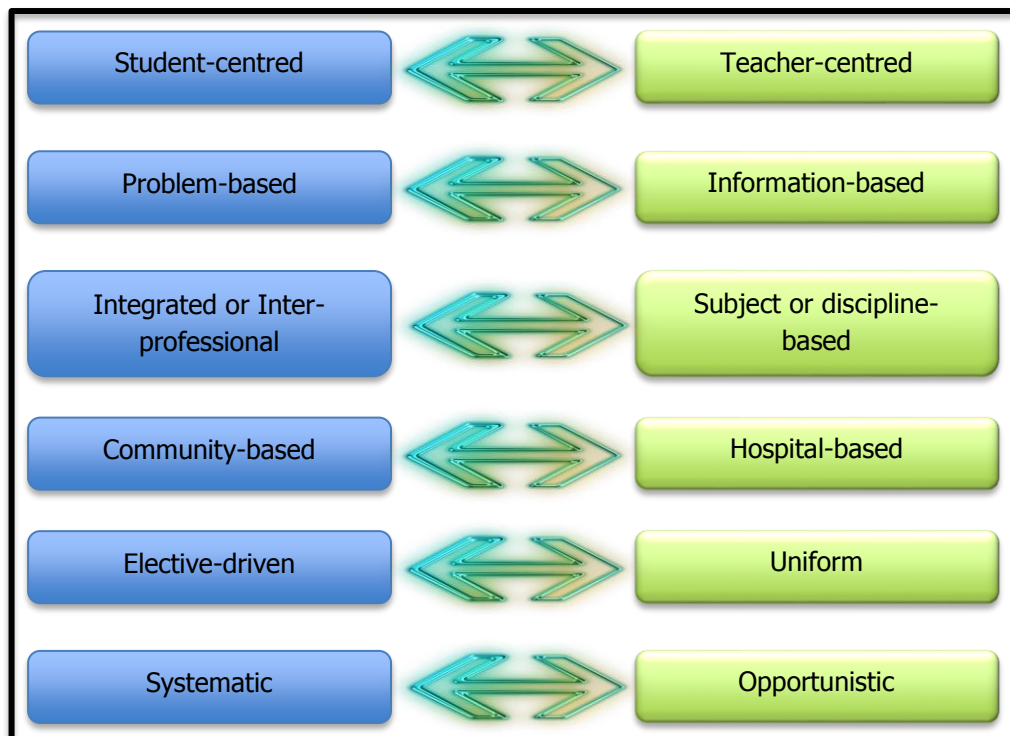 Student-centred
Teacher-centred
Problem-based
Information-based
Integrated or Inter-
professional
Subject or discipline-
based
Community-based
Hospital-based
Elective-driven
Uniform
Systematic
Opportunistic